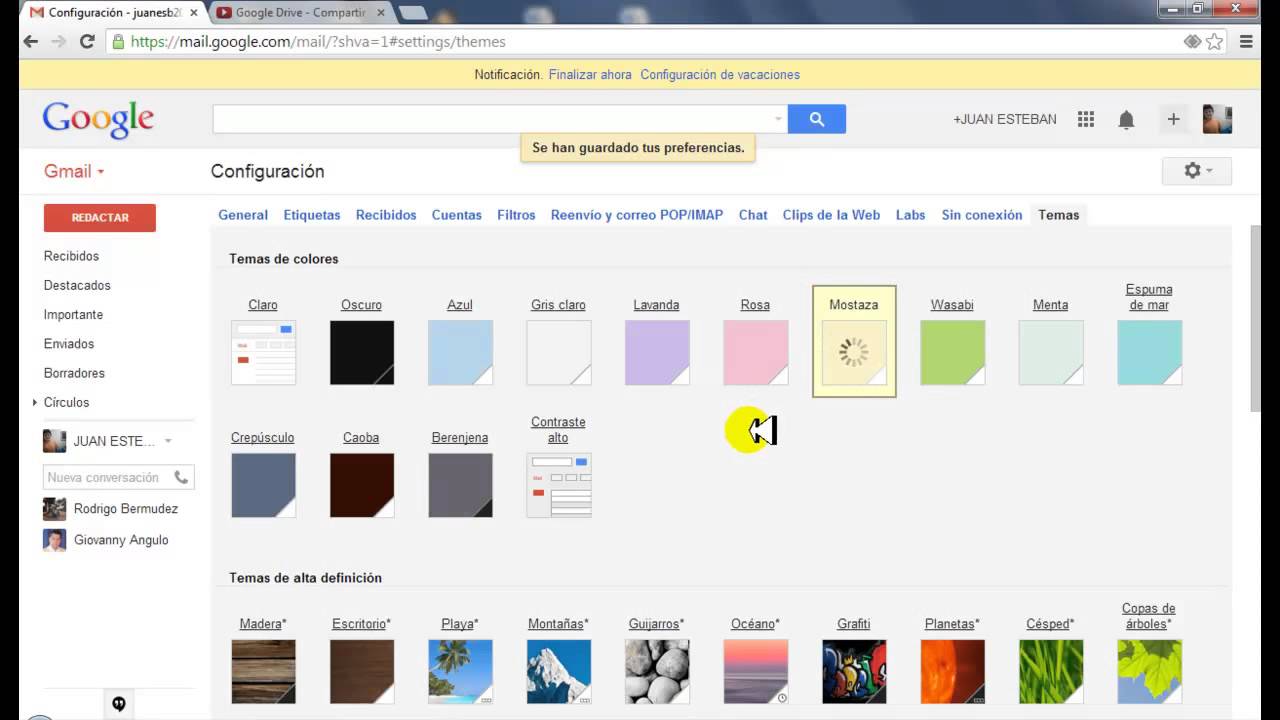 Configuración - juanesb20
Google Drive - Compartir
https://mail.google.com/mail/?shva=1#settings/themes
Notificación. Finalizar ahora Configuración de vacaciones
Google
+JUAN ESTEBAN
Se han guardado tus preferencias.
Gmail
Configuración
REDACTAR
General Etiquetas Recibidos Cuentas Filtros Reenvío y correo POP/IMAP Chat Clips de la Web Labs Sin conexión Temas
Recibidos
Destacados
Importante
Enviados
Borradores
Círculos
JUAN ESTE...
Nueva conversación
Rodrigo Bermudez
Giovanny Angulo
Temas de colores
Claro Oscuro Azul Gris claro Lavanda Rosa Mostaza Wasabi Menta Espuma
de mar
Crepúsculo Caoba Berenjena Contraste
alto
Temas de alta definición
Madera* Escritorio* Playa* Montañas* Guijarros* Océano* Grafiti Planetas* Césped* Copas de
árboles*